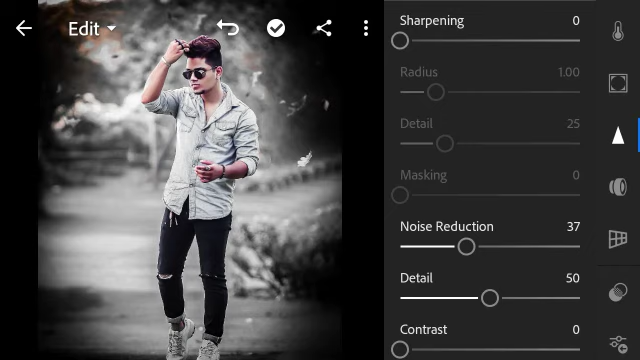 Edit
Sharpening 0
Radius 1.00
Detail 25
Masking 0
Noise Reduction 37
Detail 50
Contrast 0